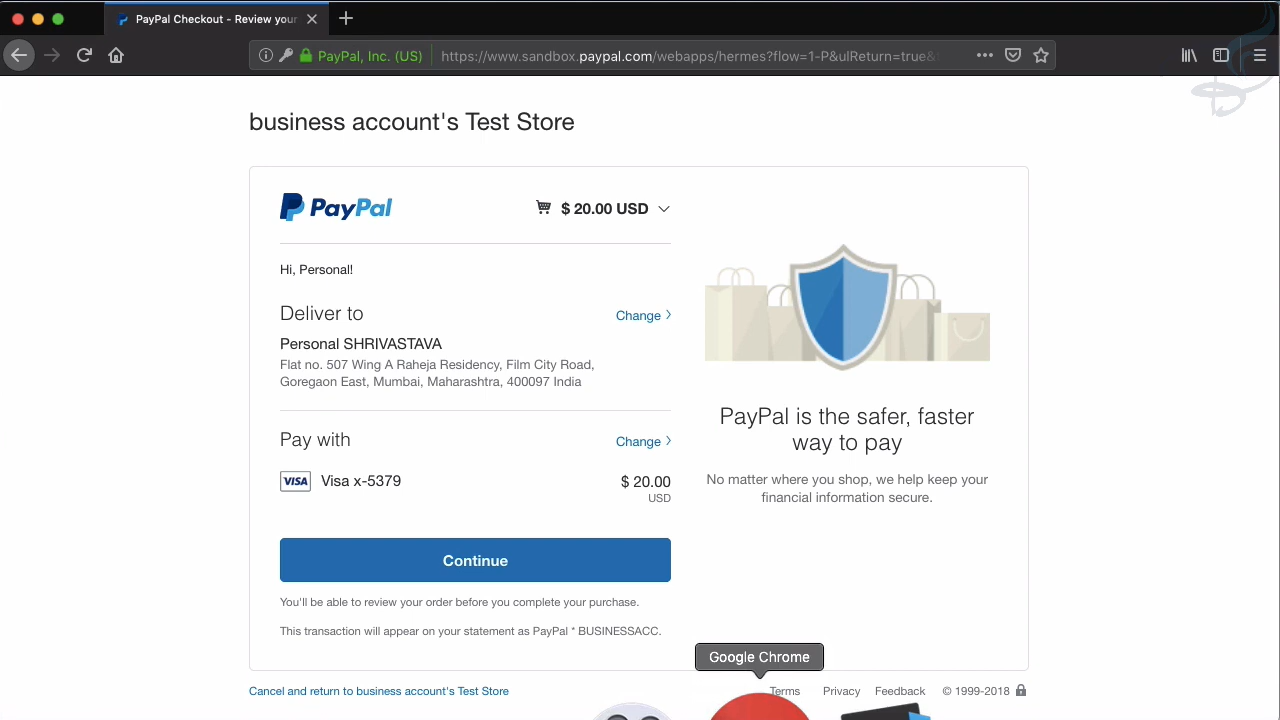 PayPal Checkout - Review your
PayPal, Inc. (US)
https://www.sandbox.paypal.com/webapps/hermes?flow=1-P&ulReturn=true&
business account's Test Store
PayPal
$ 20.00 USD
Hi, Personal!
Deliver to
Change
Personal SHRIVASTAVA
Flat no. 507 Wing A Raheja Residency, Film City Road,
Goregaon East, Mumbai, Maharashtra, 400097 India
Pay with
Change
VISA
Visa x-5379
$ 20.00
USD
Continue
You'll be able to review your order before you complete your purchase.
This transaction will appear on your statement as PayPal * BUSINESSACC.
PayPal is the safer, faster
way to pay
No matter where you shop, we help keep your
financial information secure.
Google Chrome
Cancel and return to business account's Test Store
Terms
Privacy
Feedback
© 1999-2018